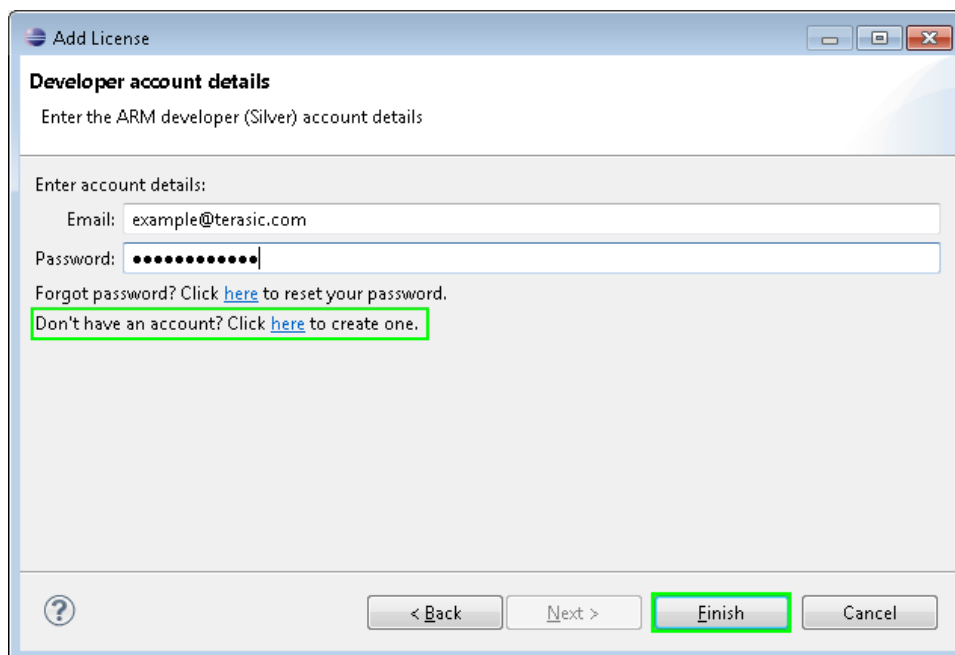 Add License
Developer account details
Enter the ARM developer (Silver) account details
Enter account details:
Email: example@terasic.com
Password: ●●●●●●●●●●●●
Forgot password? Click here to reset your password.
Don't have an account? Click here to create one.
? < Back Next > Finish Cancel